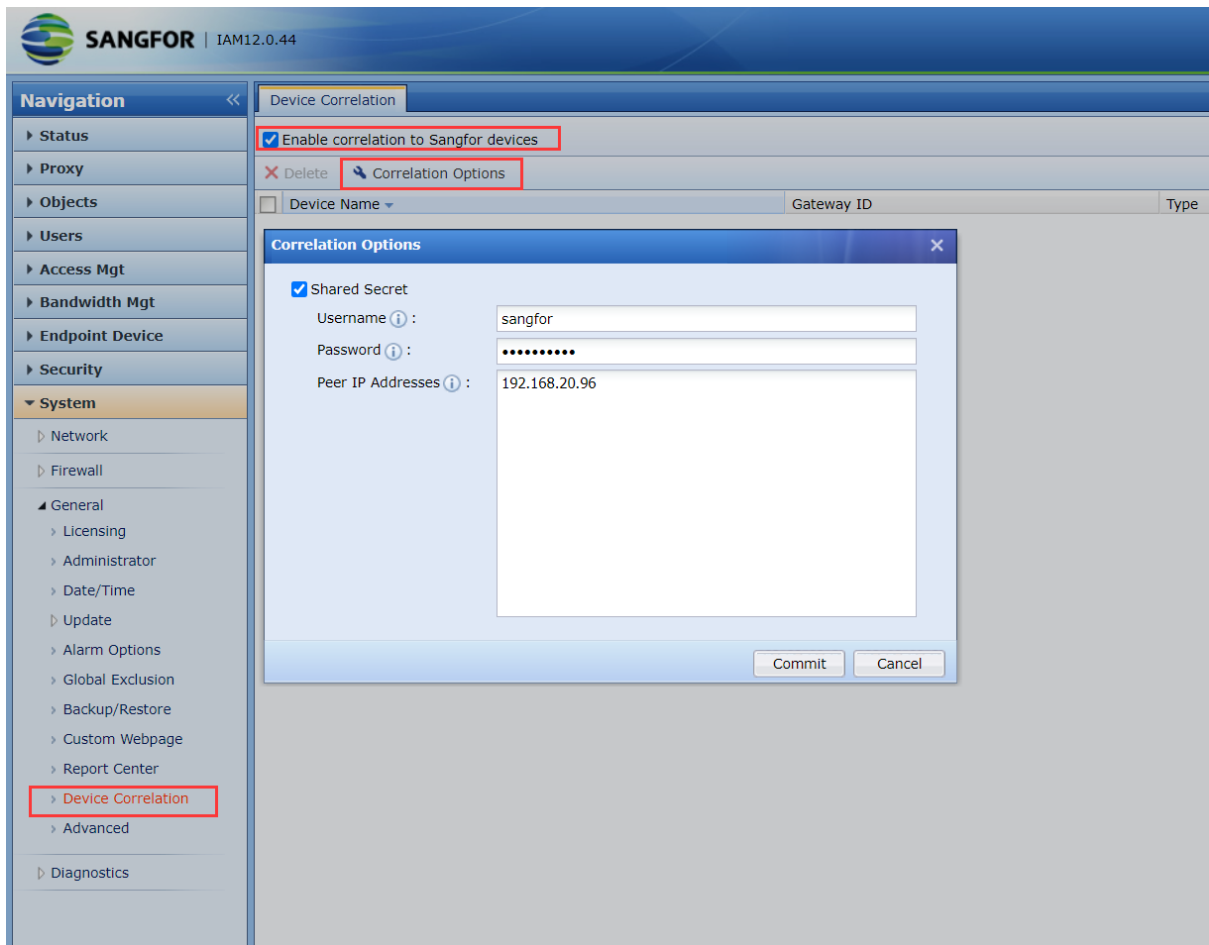 SANGFOR | IAM12.0.44
Navigation «
Status
Proxy
Objects
Users
Access Mgt
Bandwidth Mgt
Endpoint Device
Security
System
Network
Firewall
General
Licensing
Administrator
Date/Time
Update
Alarm Options
Global Exclusion
Backup/Restore
Custom Webpage
Report Center
Device Correlation
Advanced
Diagnostics
Device Correlation
Enable correlation to Sangfor devices
Delete Correlation Options
Device Name Gateway ID Type
Correlation Options
Shared Secret
Username : sangfor
Password : ••••••••••
Peer IP Addresses : 192.168.20.96
Commit Cancel